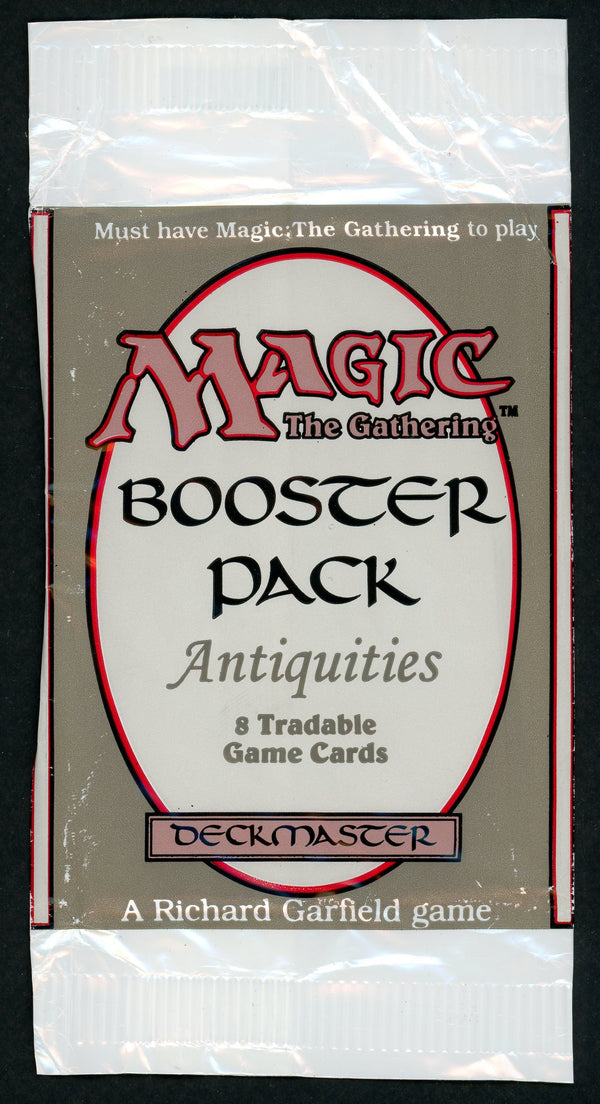 Must have Magic:The Gathering to play
MAGIC
The Gathering™
BOOSTER
PACK
Antiquities
8 Tradable
Game Cards
DECKMASTER
A Richard Garfield game